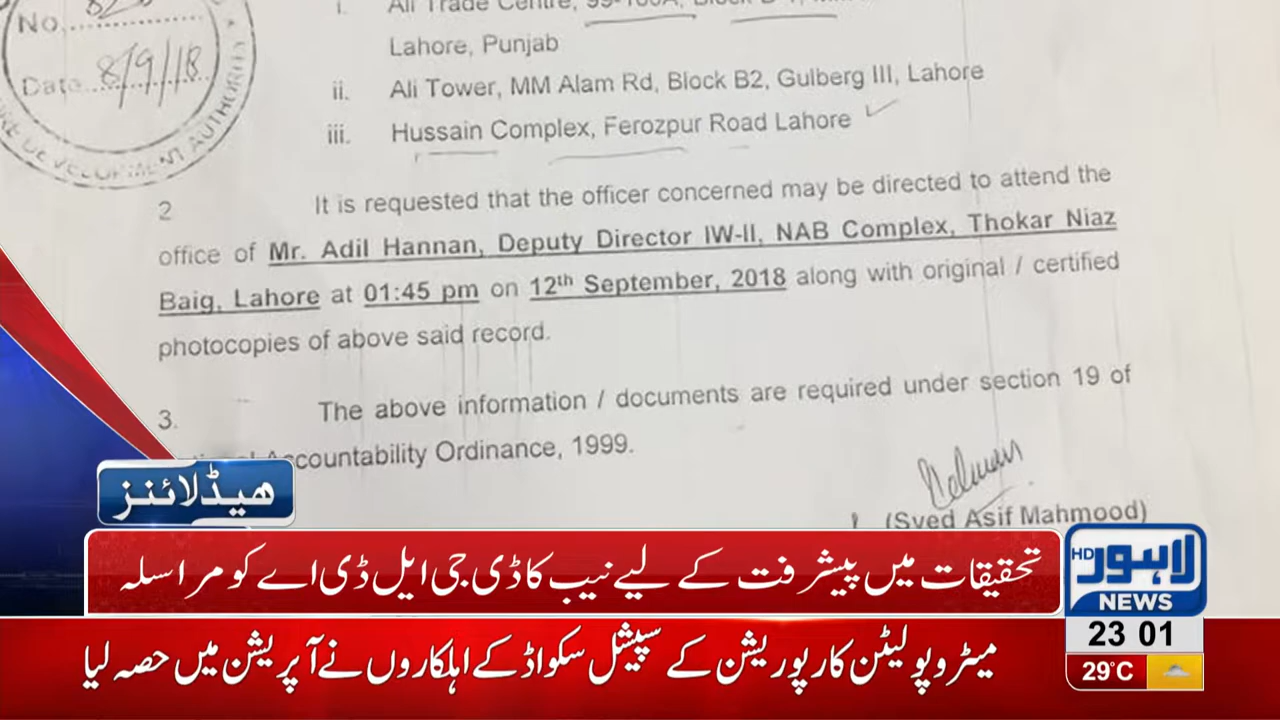 No.
Date 8/9/18
DEVELOPMENT AUTHORITY
i. Ali Trade Centre,
Lahore, Punjab
ii. Ali Tower, MM Alam Rd, Block B2, Gulberg III, Lahore
iii. Hussain Complex, Ferozpur Road Lahore
2 It is requested that the officer concerned may be directed to attend the
office of Mr. Adil Hannan, Deputy Director IW-II, NAB Complex, Thokar Niaz
Baig, Lahore at 01:45 pm on 12th September, 2018 along with original / certified
photocopies of above said record.
3. The above information / documents are required under section 19 of
Accountability Ordinance, 1999.
(Syed Asif Mahmood)
ھیڈلائنز
تحقیقات میں پیشرفت کے لیے نیب کا ڈی جی ایل ڈی اے کو مراسلہ
HD لاہور
NEWS
23 01
29°C
میٹروپولیٹن کارپوریشن کے سپیشل سکواڈ کے اہلکاروں نے آپریشن میں حصہ لیا